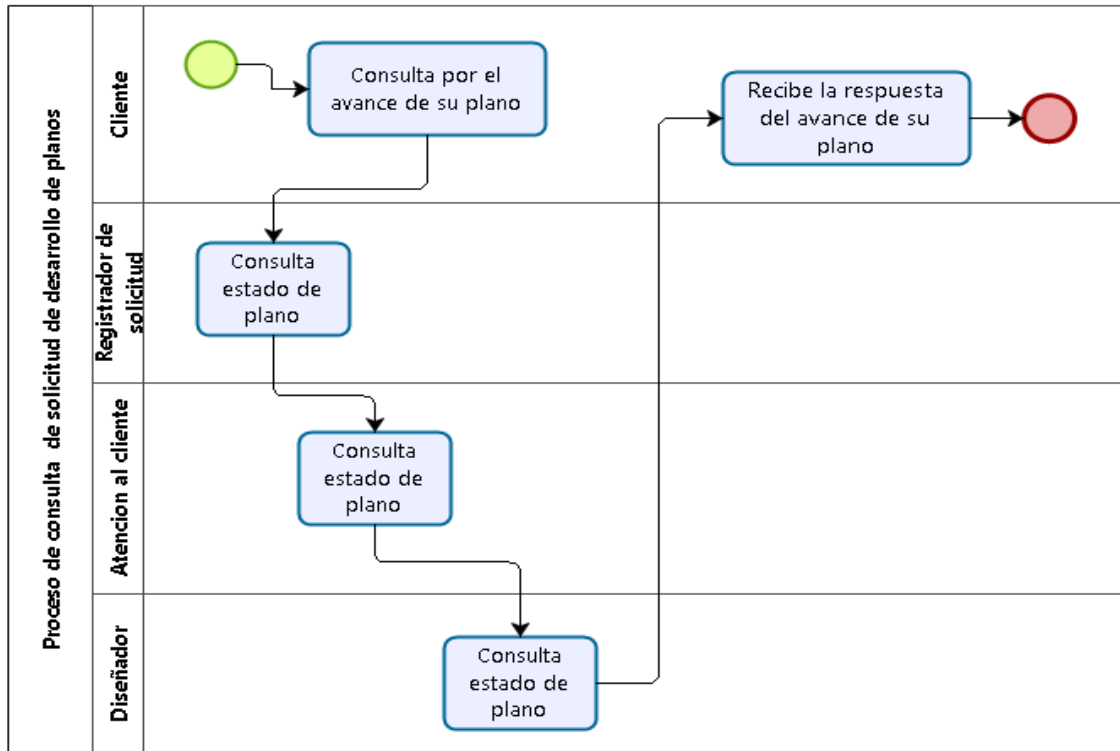 Proceso de consulta  de solicitud de desarrollo de planos
Cliente
Consulta por el
avance de su plano
Recibe la respuesta
del avance de su
plano
Registrador de
solicitud
Consulta
estado de
plano
Atencion al cliente
Consulta
estado de
plano
Diseñador
Consulta
estado de
plano